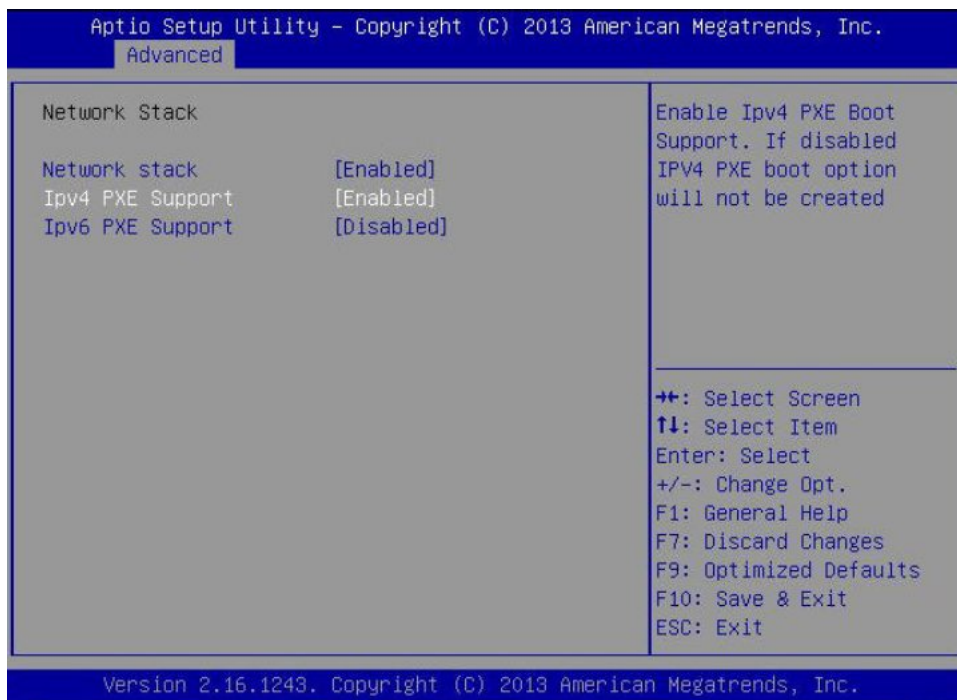 Aptio Setup Utility – Copyright (C) 2013 American Megatrends, Inc.
Advanced
Network Stack
Network stack [Enabled]
Ipv4 PXE Support [Enabled]
Ipv6 PXE Support [Disabled]
Enable Ipv4 PXE Boot
Support. If disabled
IPV4 PXE boot option
will not be created
→←: Select Screen
↑↓: Select Item
Enter: Select
+/-: Change Opt.
F1: General Help
F7: Discard Changes
F9: Optimized Defaults
F10: Save & Exit
ESC: Exit
Version 2.16.1243. Copyright (C) 2013 American Megatrends, Inc.